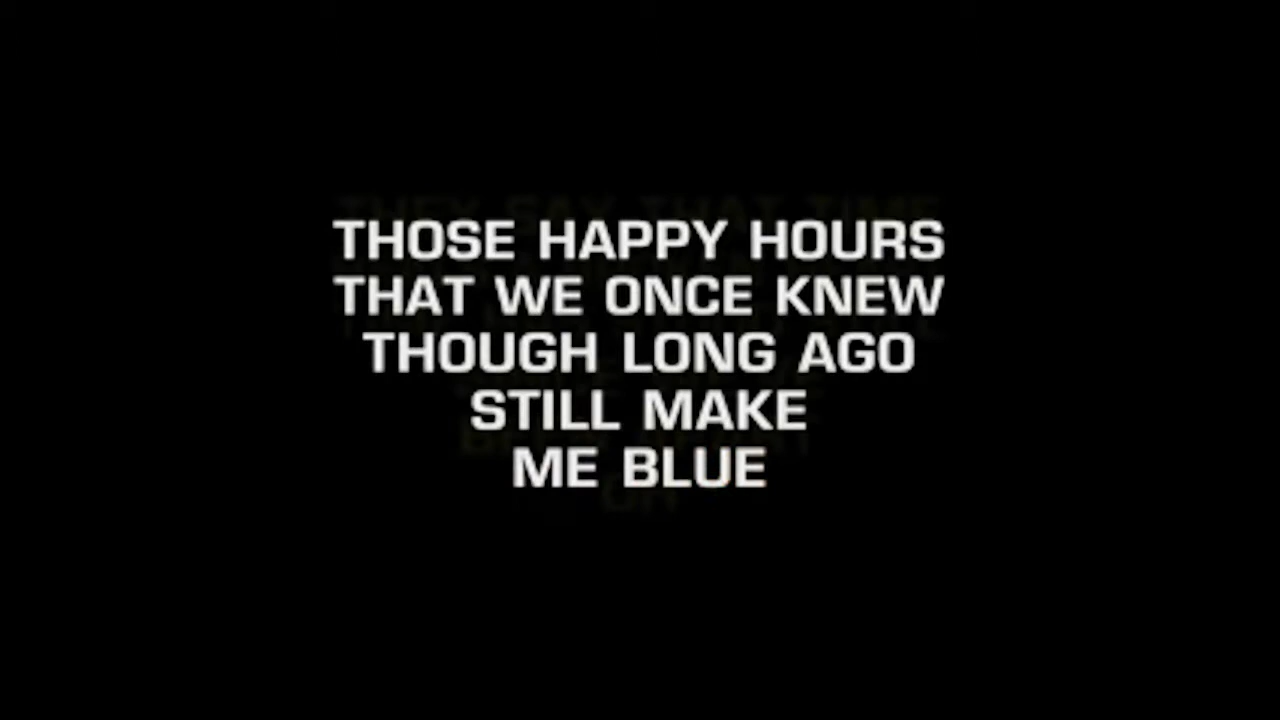 THOSE HAPPY HOURS
THAT WE ONCE KNEW
THOUGH LONG AGO
STILL MAKE
ME BLUE